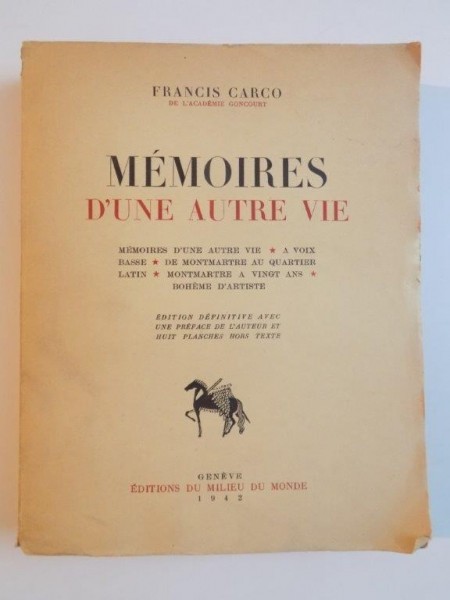 FRANCIS CARCO
DE L'ACADÉMIE GONCOURT
MÉMOIRES
D'UNE AUTRE VIE
MÉMOIRES D'UNE AUTRE VIE ★ A VOIX
BASSE ★ DE MONTMARTRE AU QUARTIER
LATIN ★ MONTMARTRE A VINGT ANS ★
BOHÈME D'ARTISTE
ÉDITION DÉFINITIVE AVEC
UNE PRÉFACE DE L'AUTEUR ET
HUIT PLANCHES HORS TEXTE
GENÈVE
ÉDITIONS DU MILIEU DU MONDE
1942